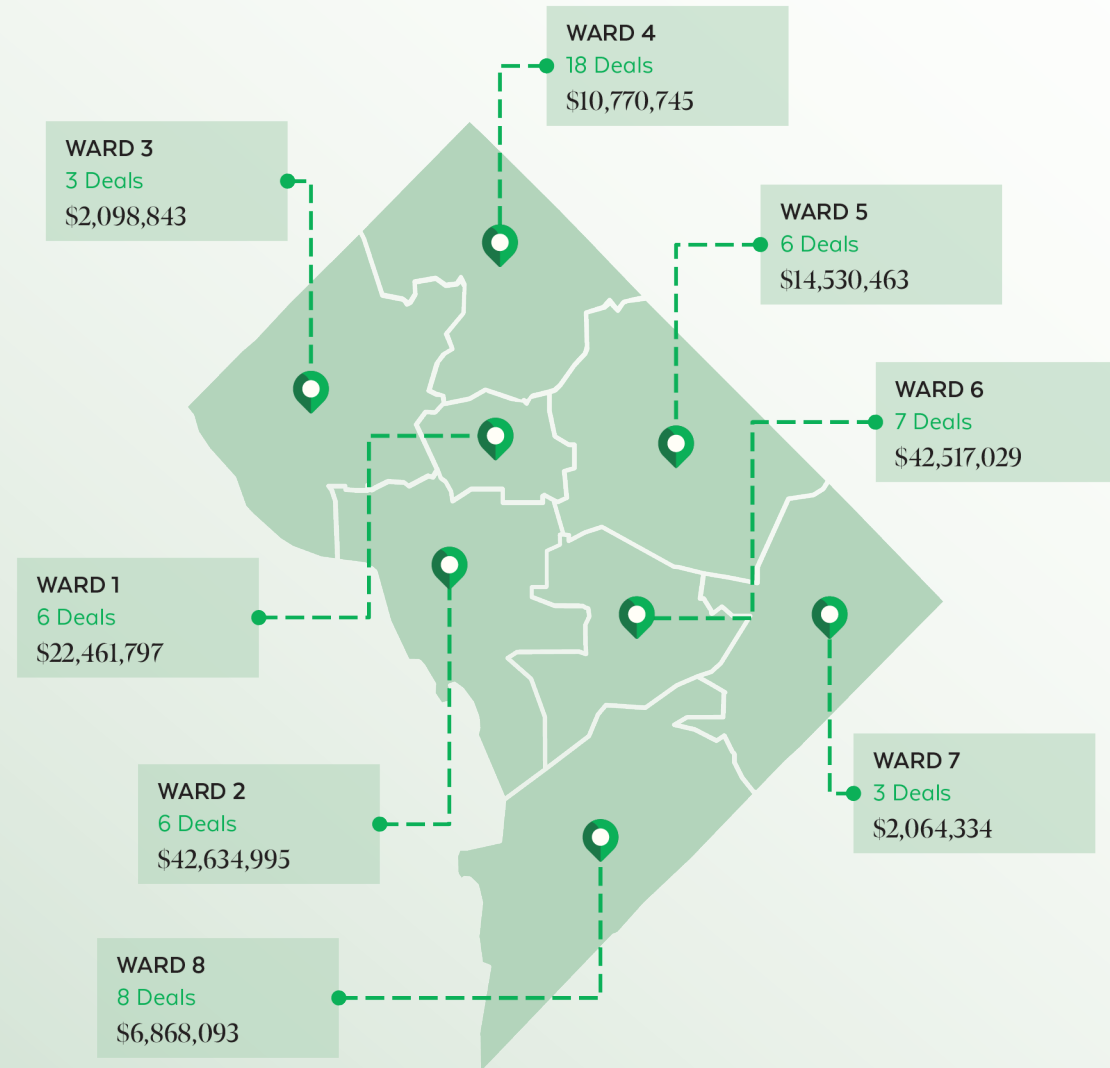 WARD 4
18 Deals
$10,770,745
WARD 3
3 Deals
$2,098,843
WARD 5
6 Deals
$14,530,463
WARD 6
7 Deals
$42,517,029
WARD 1
6 Deals
$22,461,797
WARD 2
6 Deals
$42,634,995
WARD 7
3 Deals
$2,064,334
WARD 8
8 Deals
$6,868,093